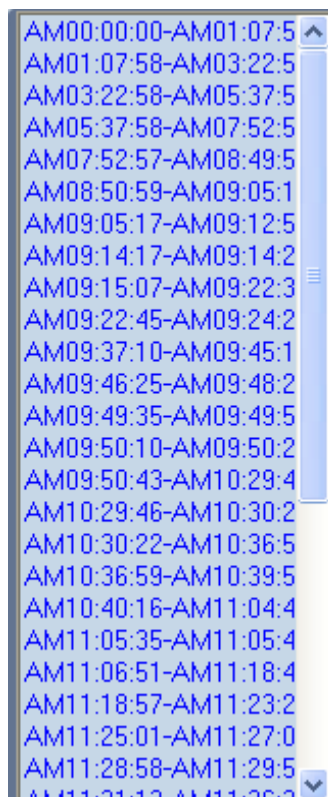 AM00:00:00-AM01:07:5
AM01:07:58-AM03:22:5
AM03:22:58-AM05:37:5
AM05:37:58-AM07:52:5
AM07:52:57-AM08:49:5
AM08:50:59-AM09:05:1
AM09:05:17-AM09:12:5
AM09:14:17-AM09:14:2
AM09:15:07-AM09:22:3
AM09:22:45-AM09:24:2
AM09:37:10-AM09:45:1
AM09:46:25-AM09:48:2
AM09:49:35-AM09:49:5
AM09:50:10-AM09:50:2
AM09:50:43-AM10:29:4
AM10:29:46-AM10:30:2
AM10:30:22-AM10:36:5
AM10:36:59-AM10:39:5
AM10:40:16-AM11:04:4
AM11:05:35-AM11:05:4
AM11:06:51-AM11:18:4
AM11:18:57-AM11:23:2
AM11:25:01-AM11:27:0
AM11:28:58-AM11:29:5